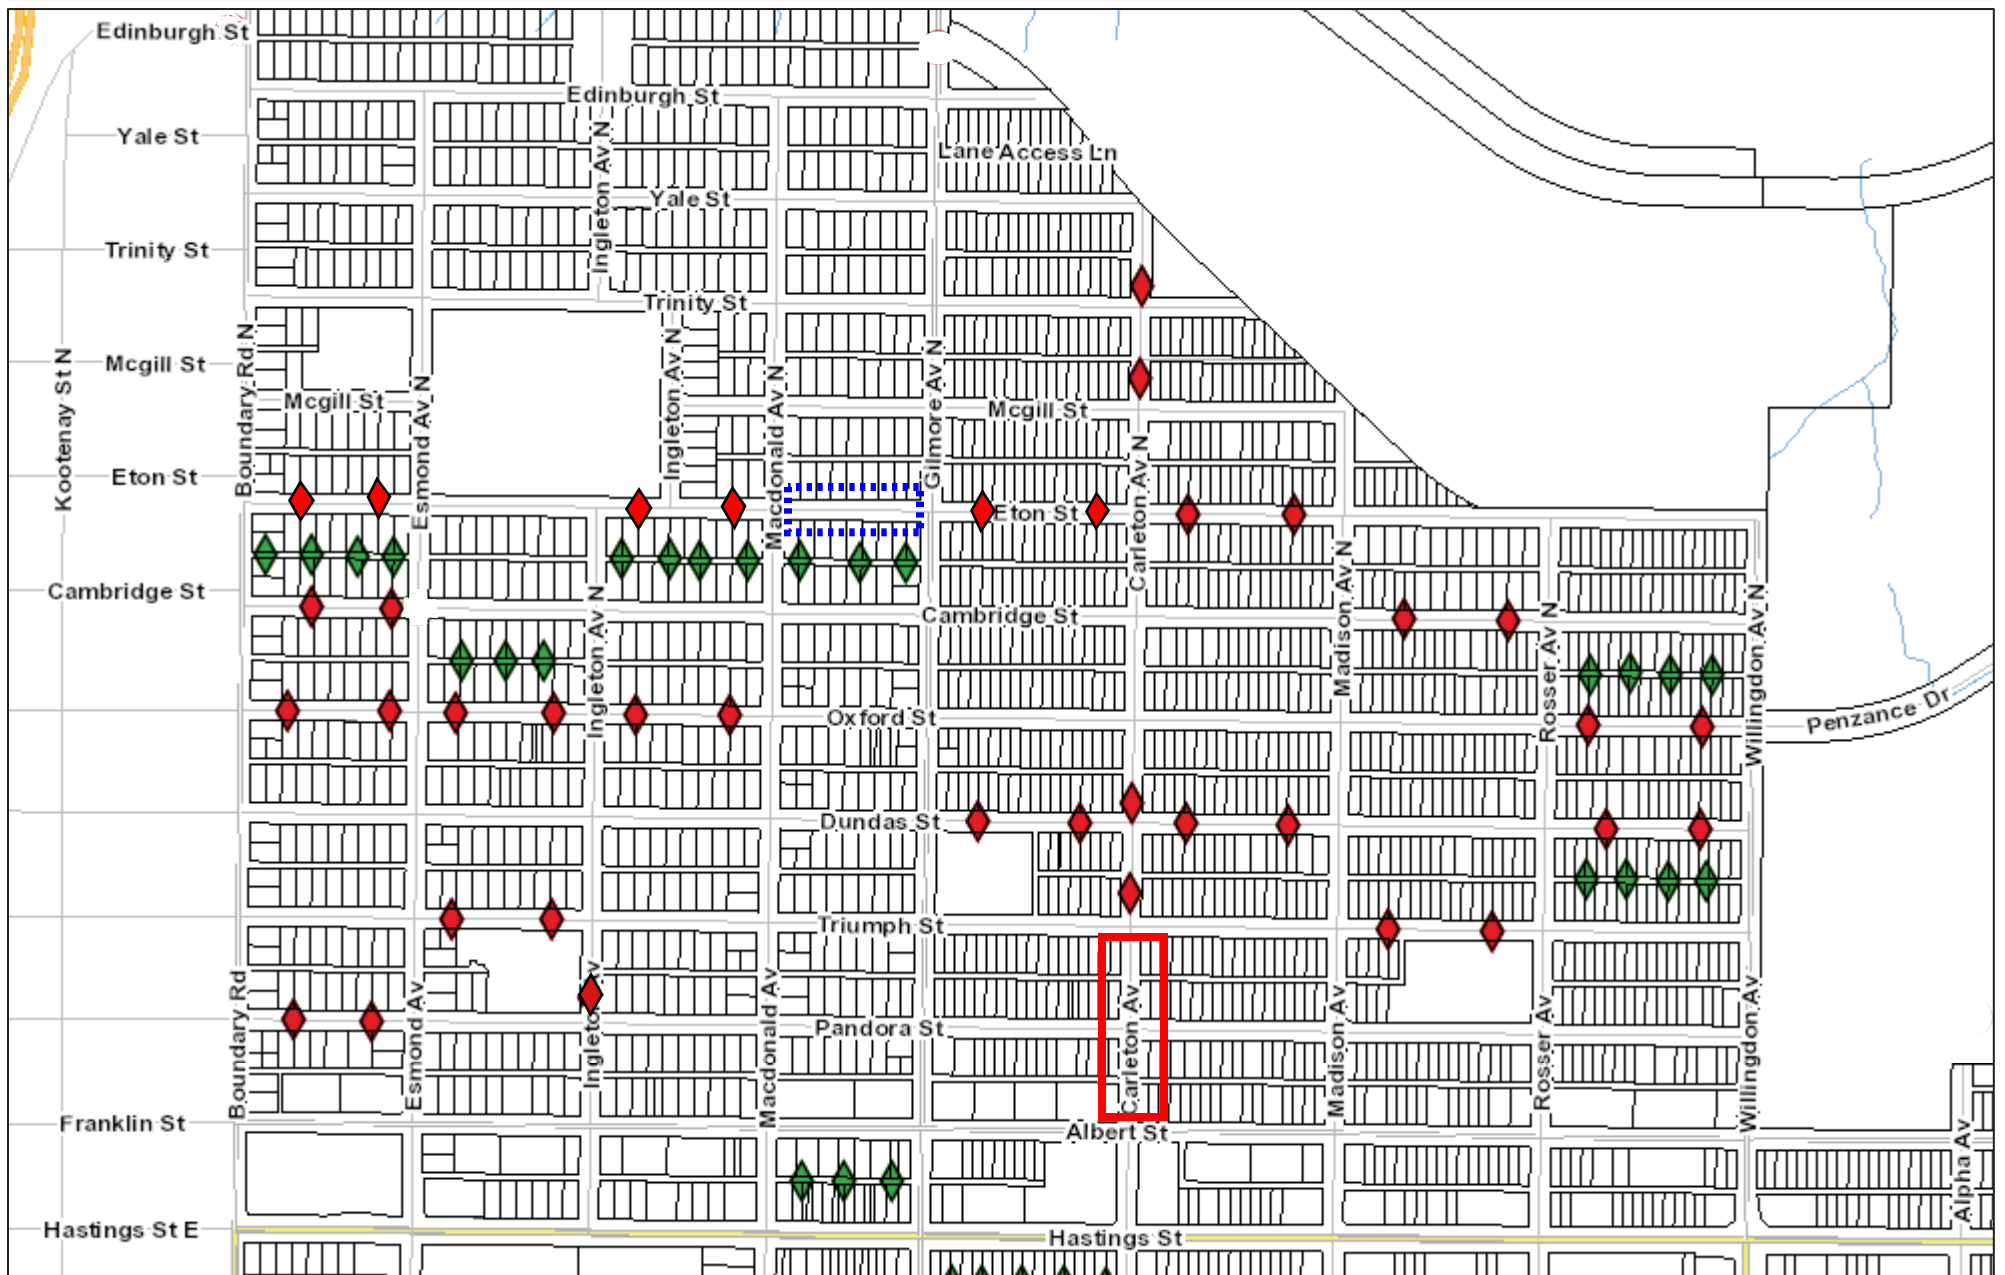 Edinburgh St
Edinburgh St
Yale St
Lane Access Ln
Ingleton Av N
Yale St
Trinity St
Trinity St
Mcgill St
Kootenay St N
Boundary Rd N
Esmond Av N
Mcgill St
Ingleton Av N
Macdonald Av N
Gilmore Av N
Mcgill St
Carleton Av N
Eton St
Eton St
Cambridge St
Ingleton Av N
Cambridge St
Madison Av N
Rosser Av N
Willingdon Av N
Oxford St
Penzance Dr
Dundas St
Triumph St
Boundary Rd
Esmond Av
Ingleton Av
Macdonald Av
Pandora St
Carleton Av
Madison Av
Rosser Av
Willingdon Av
Franklin St
Albert St
Alpha Av
Hastings St E
Hastings St